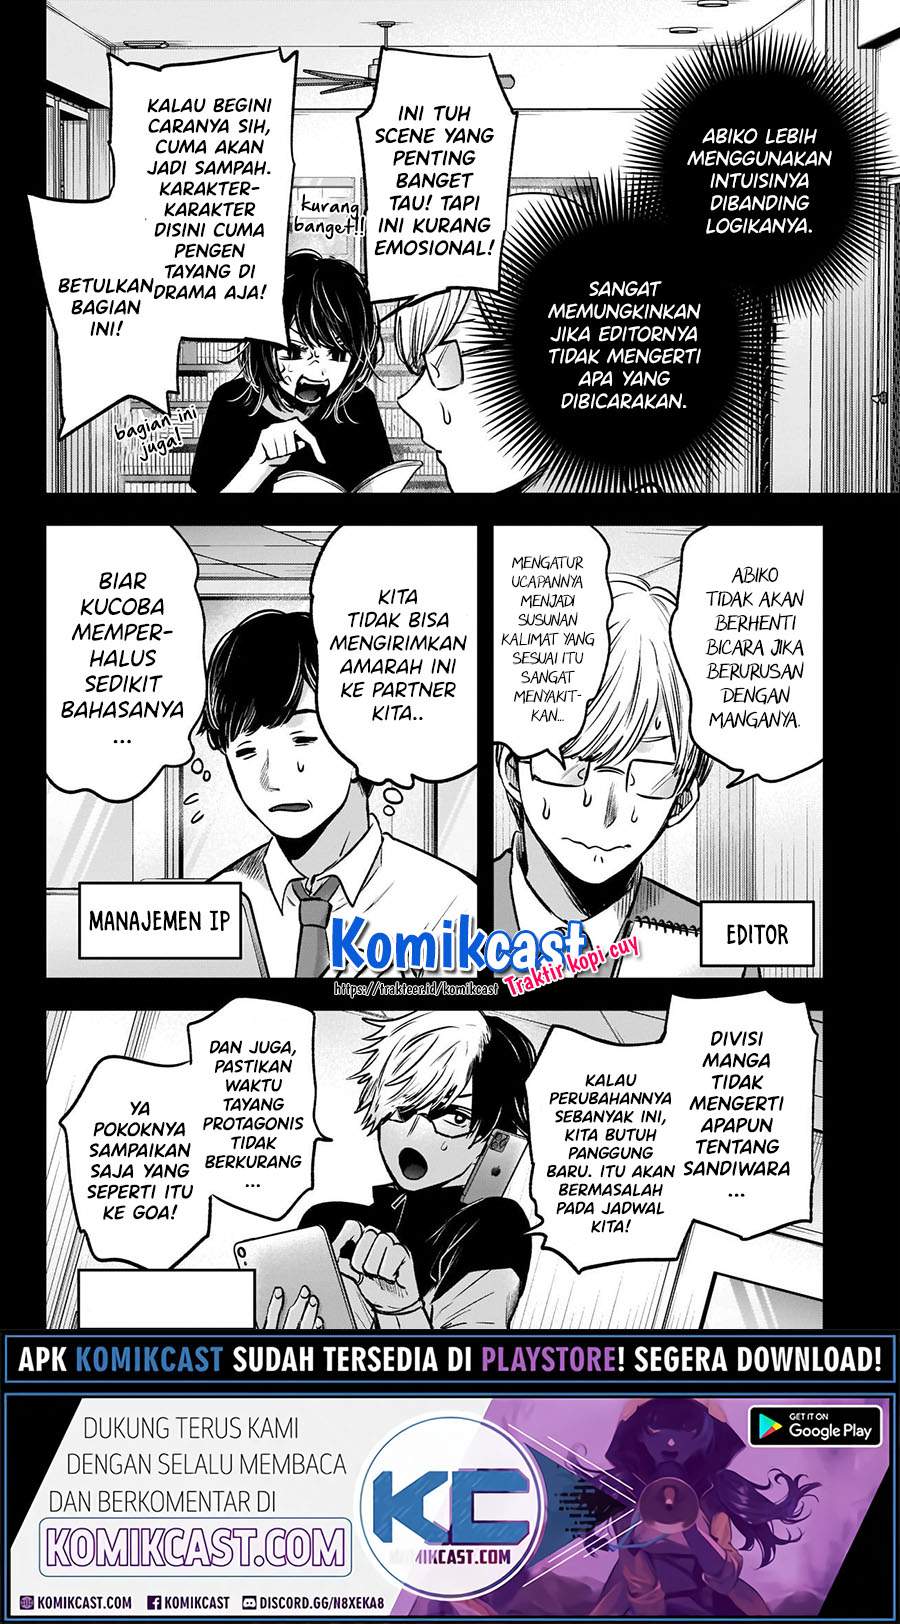 ABIKO LEBIH
MENGGUNAKAN
INTUISINYA
DIBANDING
LOGIKANYA.
SANGAT
MEMUNGKINKAN
JIKA EDITORNYA
TIDAK MENGERTI
APA YANG
DIBICARAKAN.
INI TUH
SCENE YANG
PENTING
BANGET
TAU! TAPI
INI KURANG
EMOSIONAL!
kurang
banget!!
KALAU BEGINI
CARANYA SIH,
CUMA AKAN
JADI SAMPAH.
KARAKTER-
KARAKTER
DISINI CUMA
PENGEN
TAYANG DI
DRAMA AJA!
BETULKAN
BAGIAN
INI!
bagian ini
juga!
ABIKO
TIDAK AKAN
BERHENTI
BICARA JIKA
BERURUSAN
DENGAN
MANGANYA.
MENGATUR
UCAPANNYA
MENJADI
SUSUNAN
KALIMAT YANG
SESUAI ITU
SANGAT
MENYAKIT-
KAN...
EDITOR
KITA
TIDAK BISA
MENGIRIMKAN
AMARAH INI
KE PARTNER
KITA..
BIAR
KUCOBA
MEMPER-
HALUS
SEDIKIT
BAHASANYA
...
MANAJEMEN IP
Komikcast
https://trakteer.id/komikcast
Traktir kopi cuy
DIVISI
MANGA
TIDAK
MENGERTI
APAPUN
TENTANG
SANDIWARA
...
KALAU
PERUBAHANNYA
SEBANYAK INI,
KITA BUTUH
PANGGUNG
BARU. ITU AKAN
BERMASALAH
PADA JADWAL
KITA!
DAN JUGA,
PASTIKAN
WAKTU
TAYANG
PROTAGONIS
TIDAK
BERKURANG
...
YA
POKOKNYA
SAMPAIKAN
SAJA YANG
SEPERTI ITU
KE GOA!
APK KOMIKCAST SUDAH TERSEDIA DI PLAYSTORE! SEGERA DOWNLOAD!
DUKUNG TERUS KAMI
DENGAN SELALU MEMBACA
DAN BERKOMENTAR DI
KOMIKCAST.COM
KOMIKCAST.COM KOMIKCAST DISCORD.GG/N8XEKA8
KC
KOMIKCAST.COM
GET IT ON
Google Play